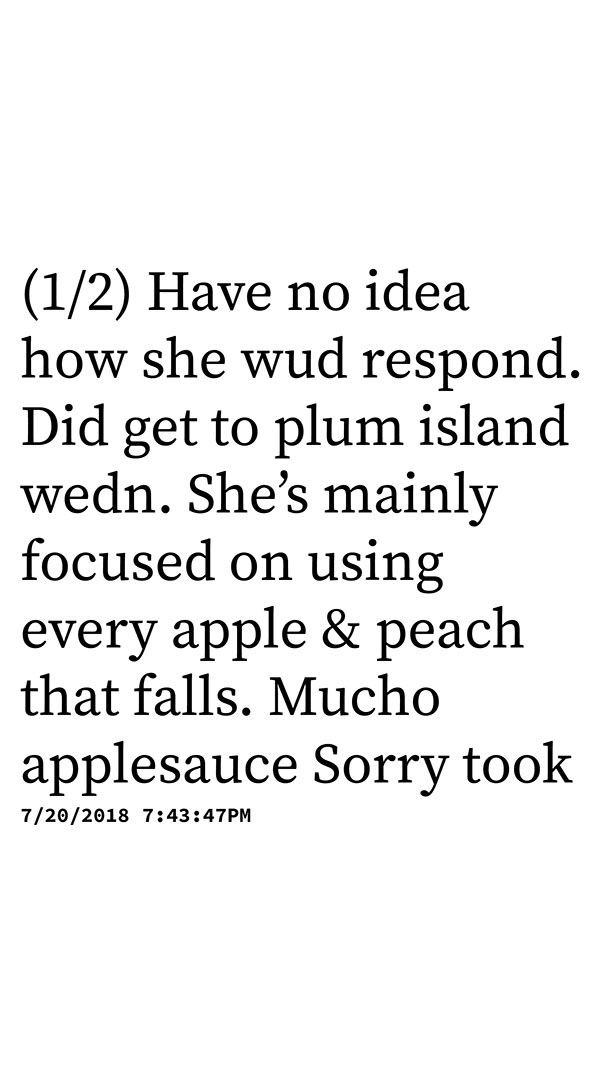 (1/2) Have no idea
how she wud respond.
Did get to plum island
wedn. She’s mainly
focused on using
every apple & peach
that falls. Mucho
applesauce Sorry took
7/20/2018 7:43:47PM